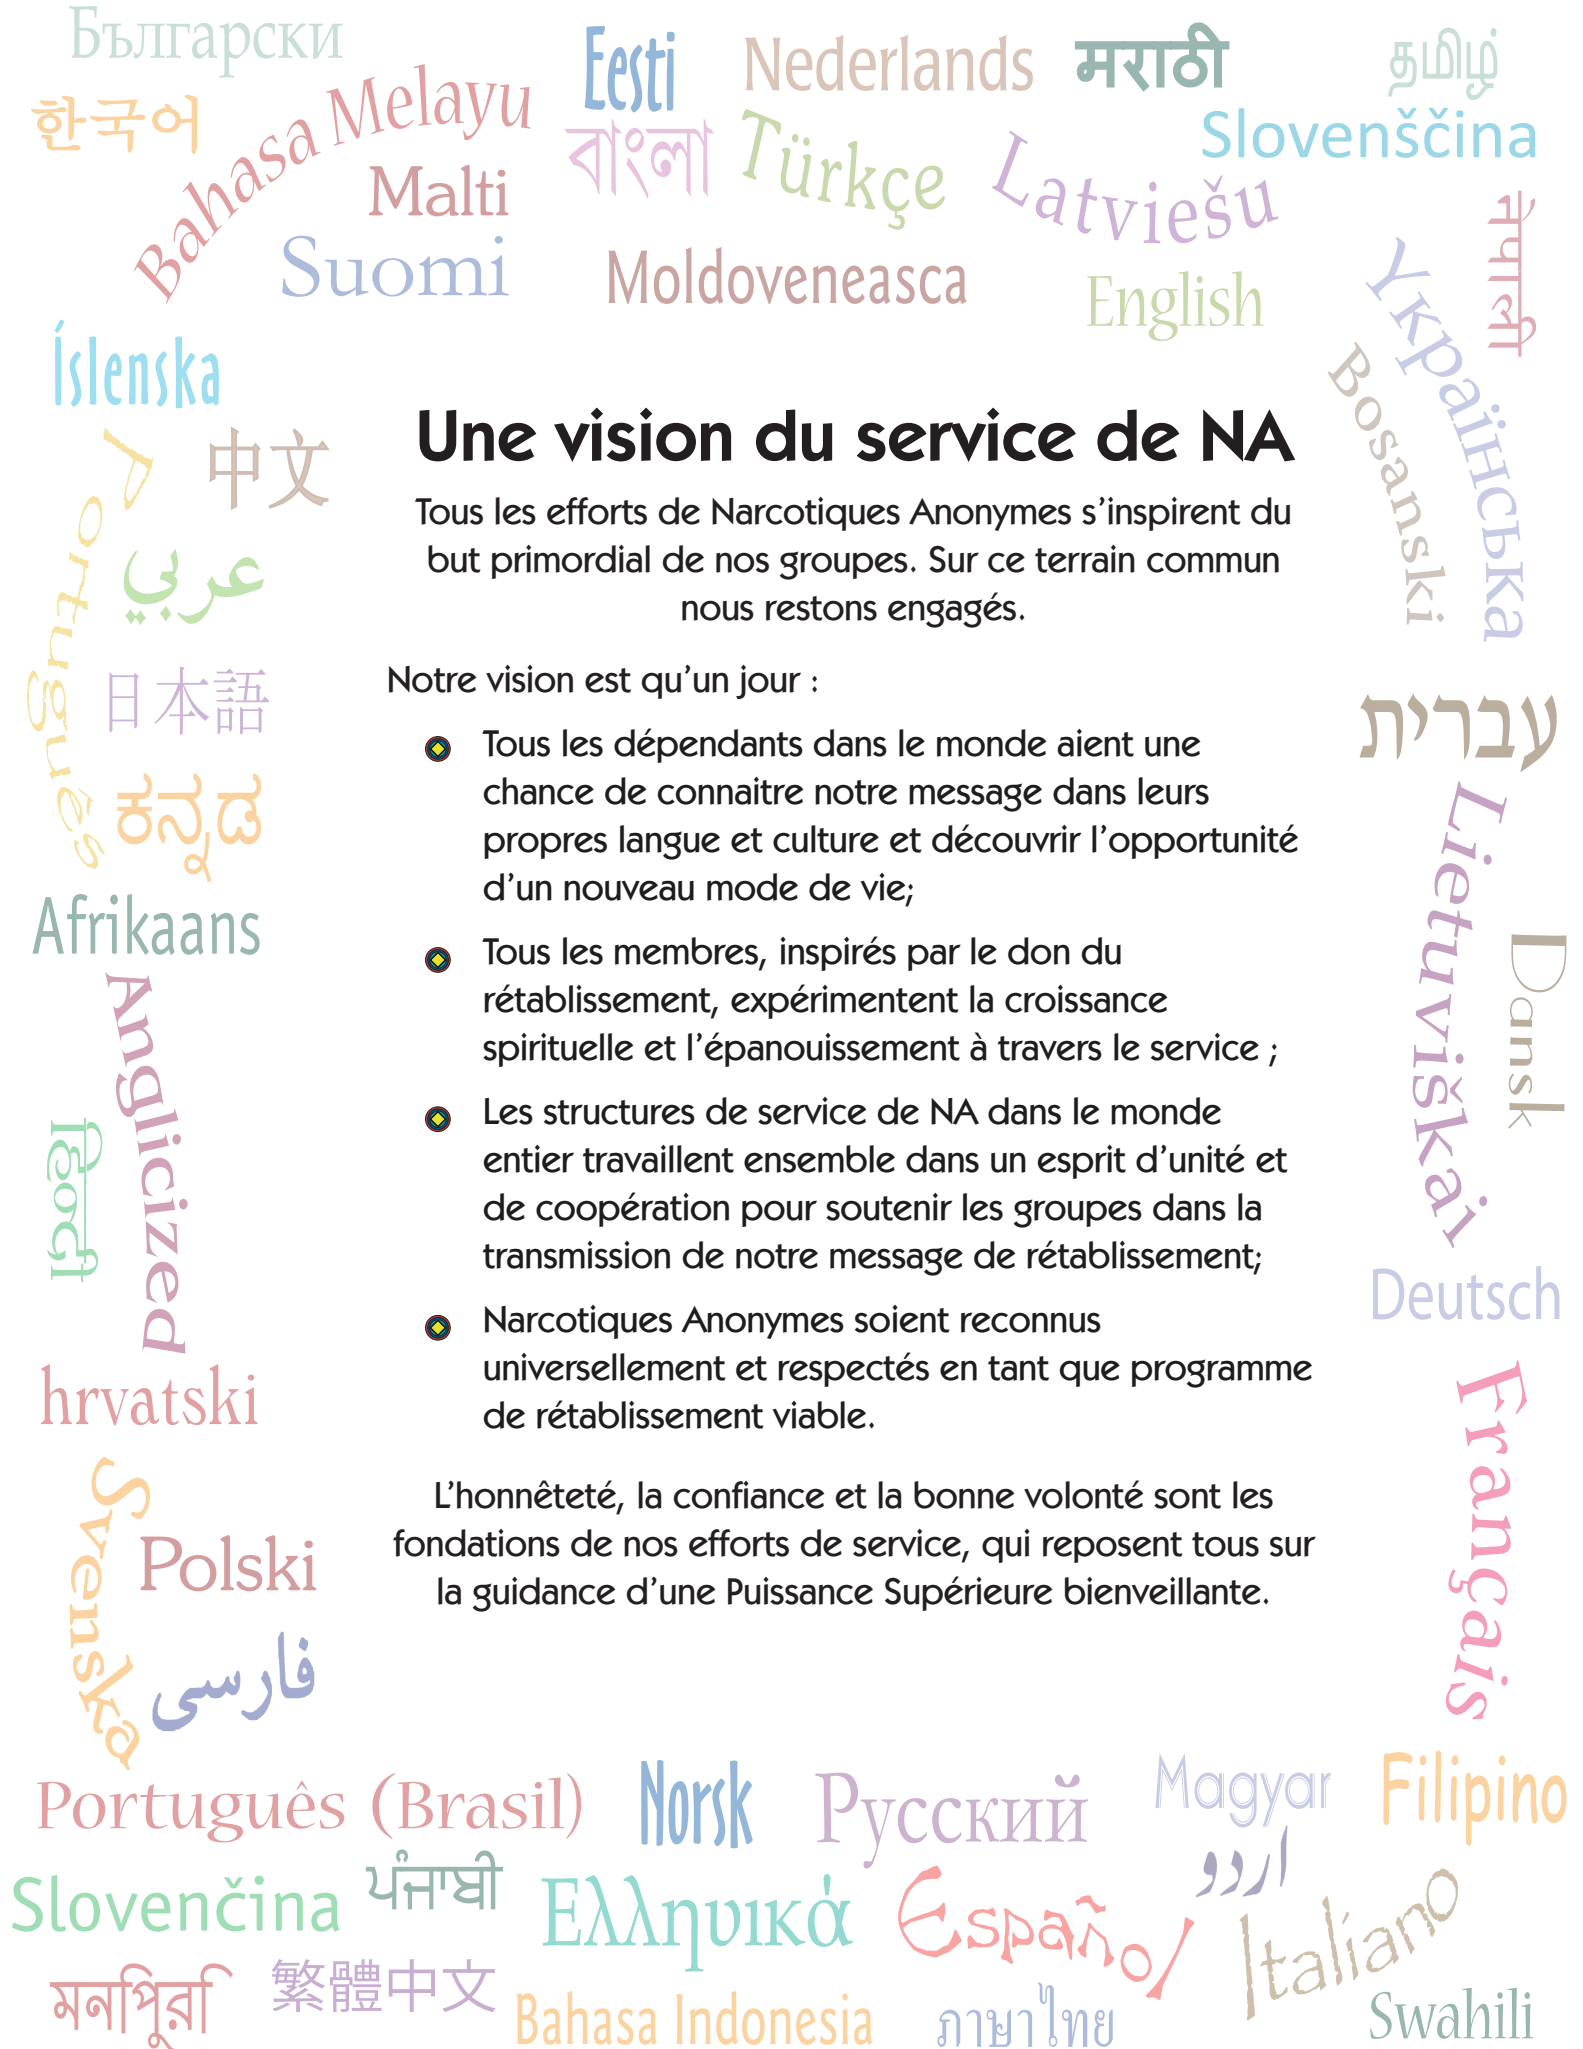 Български
한국어
Bahasa Melayu
Eesti
Nederlands
मराठी
தமிழ்
Slovenščina
Malti
বাংলা
Türkçe
Latviešu
नेपाली
Suomi
Moldoveneasca
English
Українська
Íslenska
Bosanski
Une vision du service de NA
中文
Português
Tous les efforts de Narcotiques Anonymes s’inspirent du
but primordial de nos groupes. Sur ce terrain commun
nous restons engagés.
عربي
日本語
Notre vision est qu’un jour :
עברית
Tous les dépendants dans le monde aient une
chance de connaitre notre message dans leurs
propres langue et culture et découvrir l’opportunité
d’un nouveau mode de vie;
ಕನ್ನಡ
Lietuviškai
Afrikaans
Dansk
Tous les membres, inspirés par le don du
rétablissement, expérimentent la croissance
spirituelle et l’épanouissement à travers le service ;
Anglicized
हिन्दी
Les structures de service de NA dans le monde
entier travaillent ensemble dans un esprit d’unité et
de coopération pour soutenir les groupes dans la
transmission de notre message de rétablissement;
Deutsch
Narcotiques Anonymes soient reconnus
universellement et respectés en tant que programme
de rétablissement viable.
hrvatski
Français
Svenska
L’honnêteté, la confiance et la bonne volonté sont les
fondations de nos efforts de service, qui reposent tous sur
la guidance d’une Puissance Supérieure bienveillante.
Polski
فارسی
Português (Brasil)
Norsk
Русский
Magyar
Filipino
اردو
Slovenčina
ਪੰਜਾਬੀ
Ελληυικά
Español
Italiano
মনিপুরি
繁體中文
Bahasa Indonesia
ภาษาไทย
Swahili